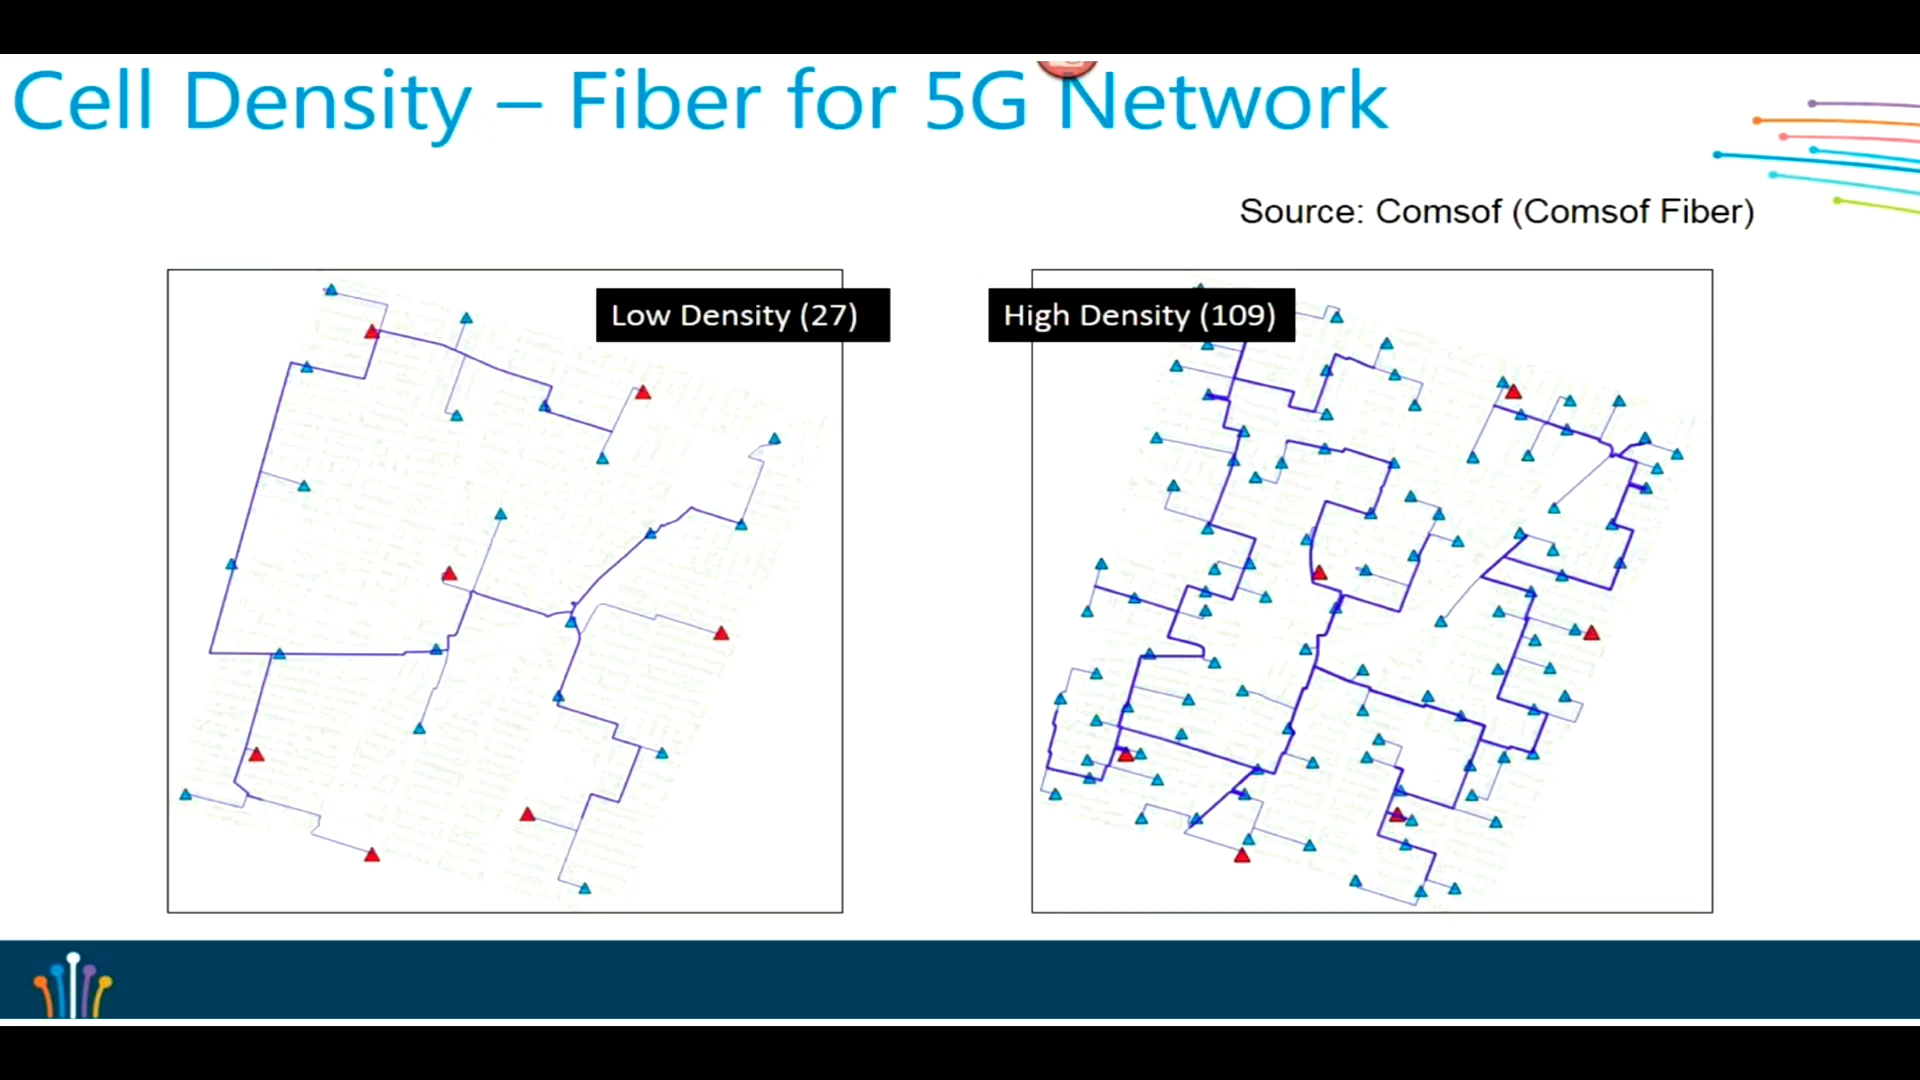 Cell Density – Fiber for 5G Network
Source: Comsof (Comsof Fiber)
Low Density (27)
High Density (109)